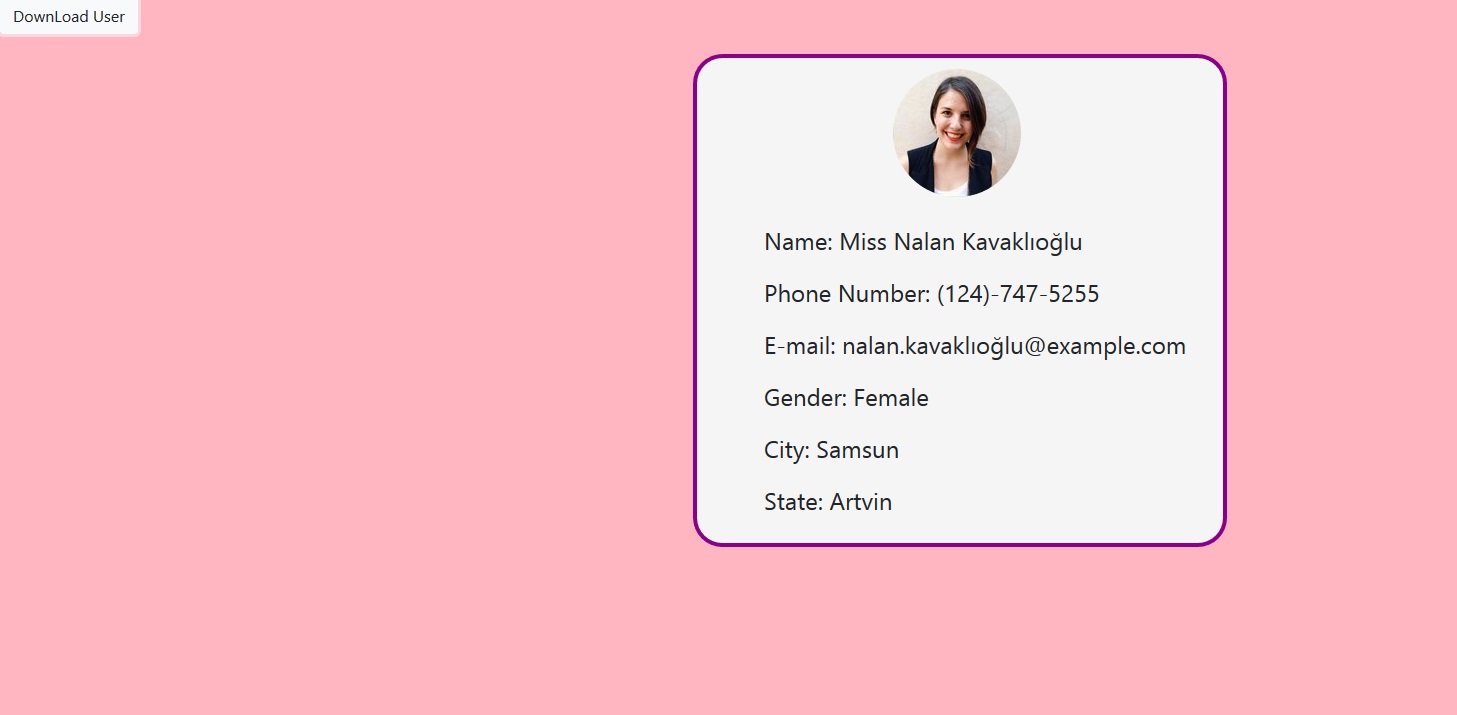 DownLoad User
Name: Miss Nalan Kavaklıoğlu
Phone Number: (124)-747-5255
E-mail: nalan.kavaklıoğlu@example.com
Gender: Female
City: Samsun
State: Artvin